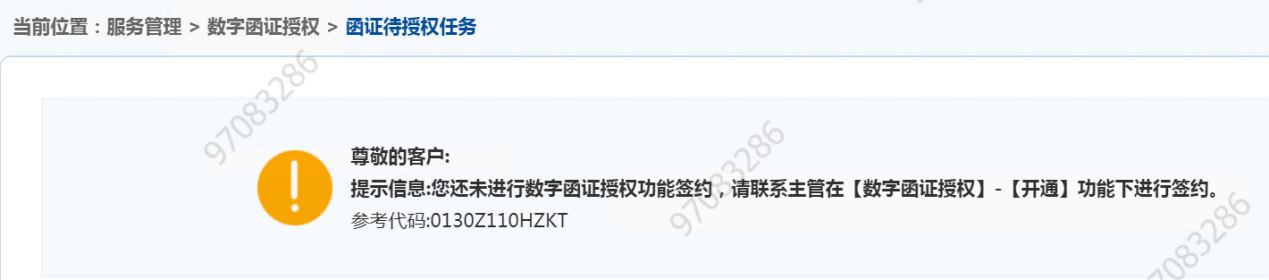 当前位置：服务管理 > 数字函证授权 > 函证待授权任务
97083286
尊敬的客户:
提示信息:您还未进行数字函证授权功能签约，请联系主管在【数字函证授权】-【开通】功能下进行签约。
参考代码:0130Z110HZKT
97083286
7083286